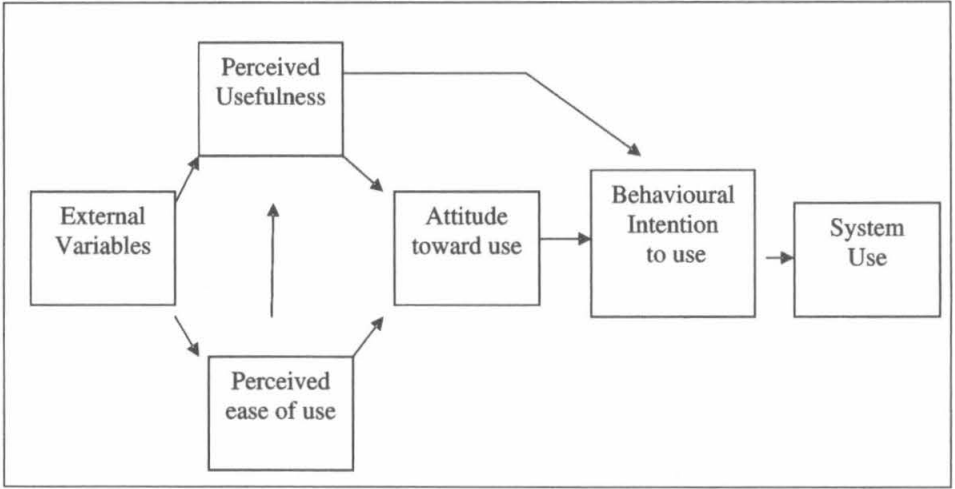 Perceived
Usefulness
External
Variables
Attitude
toward use
Behavioural
Intention
to use
System
Use
Perceived
ease of use